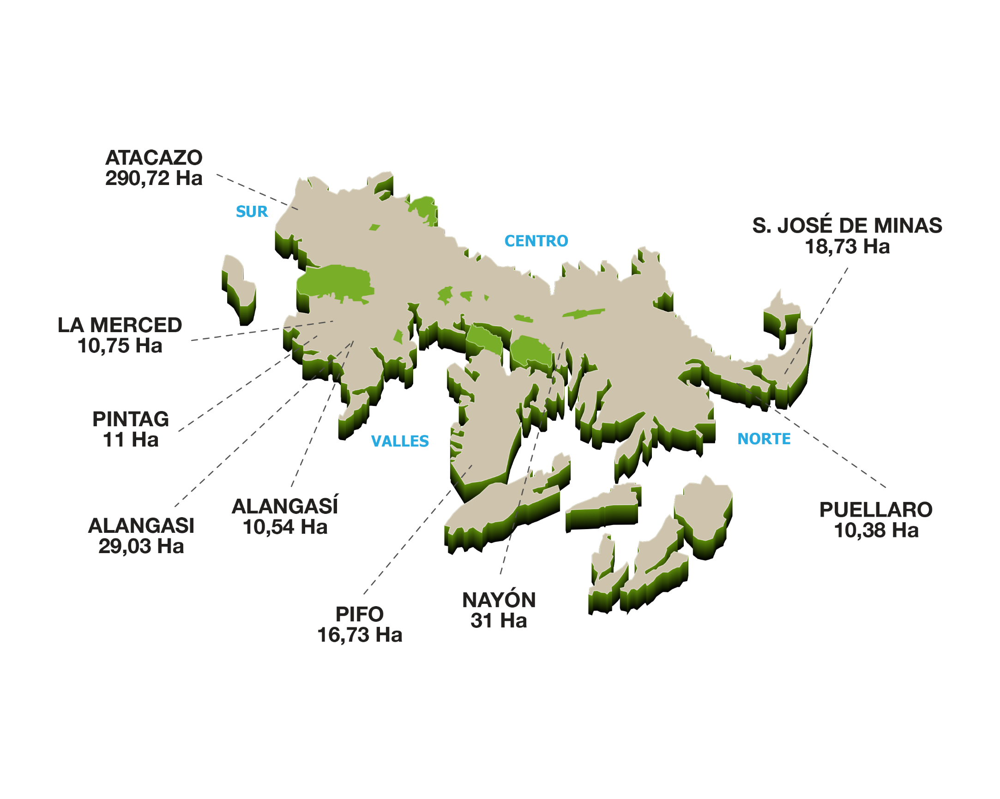 ATACAZO
290,72 Ha
SUR
CENTRO
S. JOSÉ DE MINAS
18,73 Ha
LA MERCED
10,75 Ha
PINTAG
11 Ha
VALLES
NORTE
ALANGASÍ
10,54 Ha
ALANGASI
29,03 Ha
PUELLARO
10,38 Ha
NAYÓN
31 Ha
PIFO
16,73 Ha